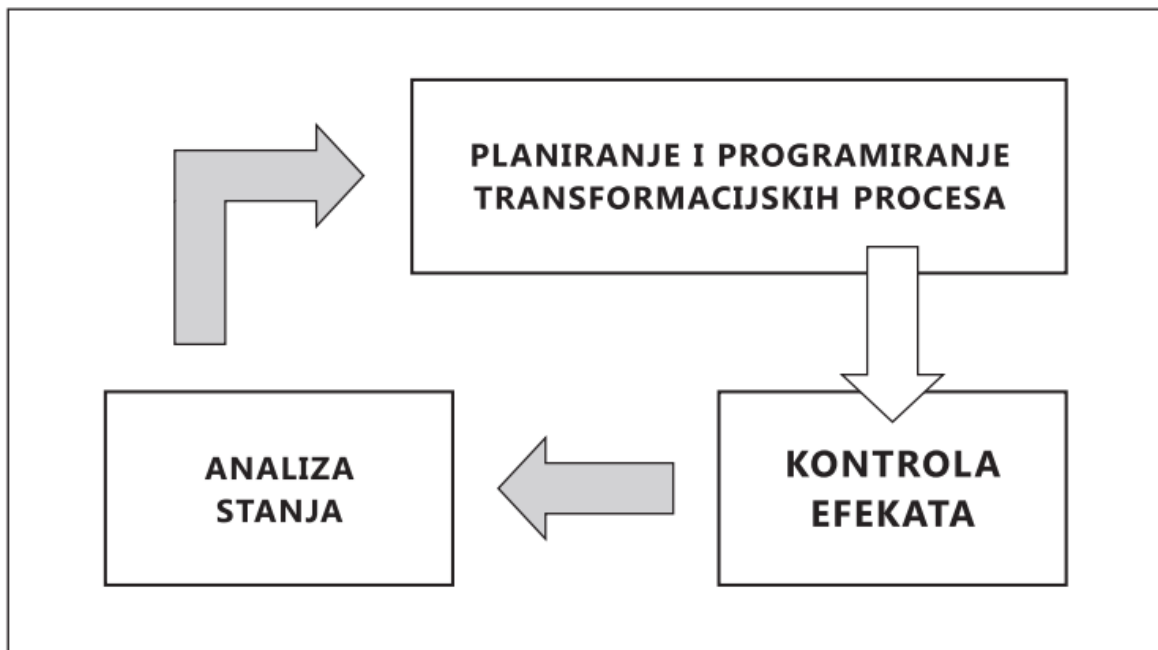 PLANIRANJE I PROGRAMIRANJE
TRANSFORMACIJSKIH PROCESA
ANALIZA
STANJA
KONTROLA
EFEKATA